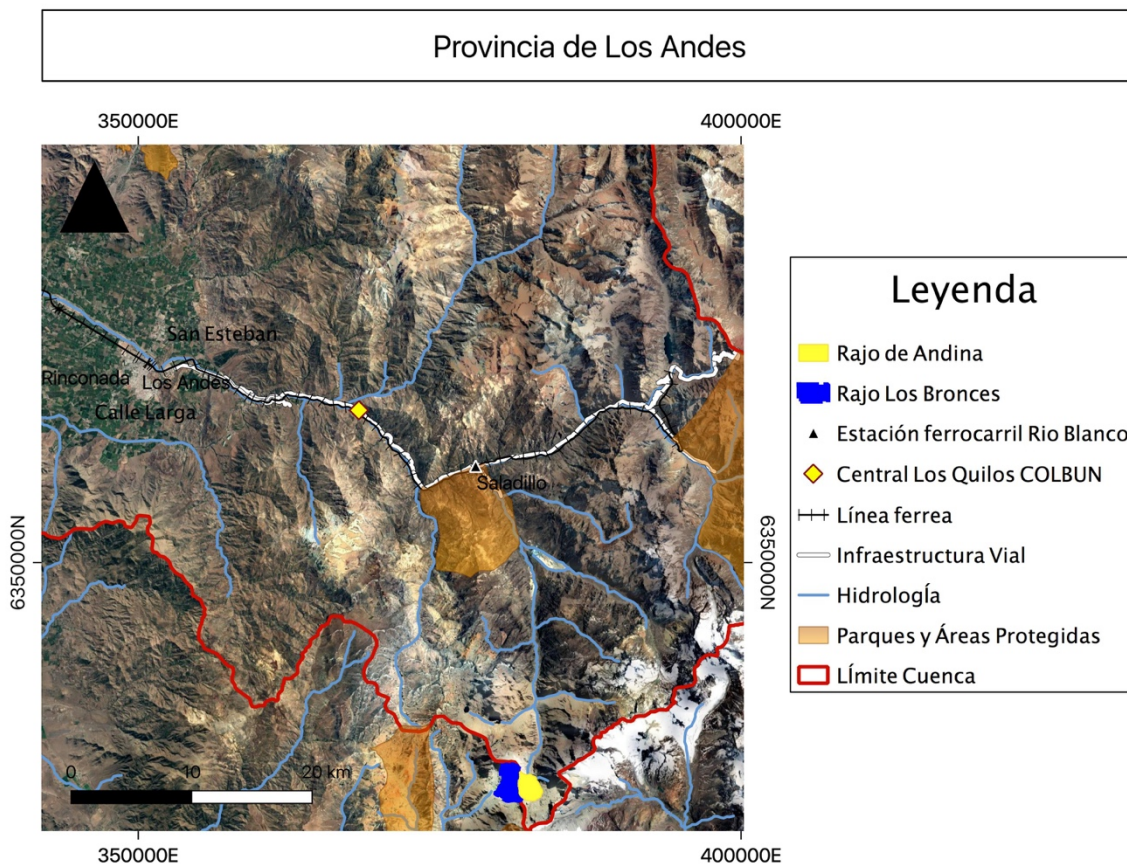 Provincia de Los Andes
350000E
400000E
San Esteban
Rinconada
Los Andes
Calle Larga
Saladillo
6350000N
6350000N
0
10
20 km
350000E
400000E
Leyenda
Rajo de Andina
Rajo Los Bronces
Estación ferrocarril Rio Blanco
Central Los Quilos COLBUN
Línea ferrea
Infraestructura Vial
Hidrología
Parques y Áreas Protegidas
LÍmite Cuenca